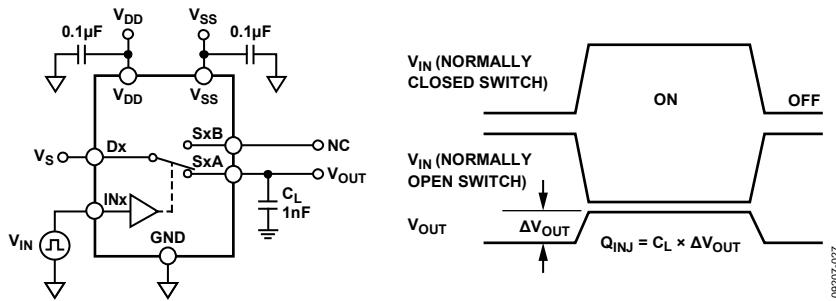 V_DD
V_SS
0.1µF
0.1µF
V_DD
V_SS
SxB
NC
V_S
Dx
SxA
V_OUT
INx
C_L
1nF
V_IN
GND
V_IN (NORMALLY
CLOSED SWITCH)
ON
OFF
V_IN (NORMALLY
OPEN SWITCH)
V_OUT
ΔV_OUT
Q_INJ = C_L × ΔV_OUT